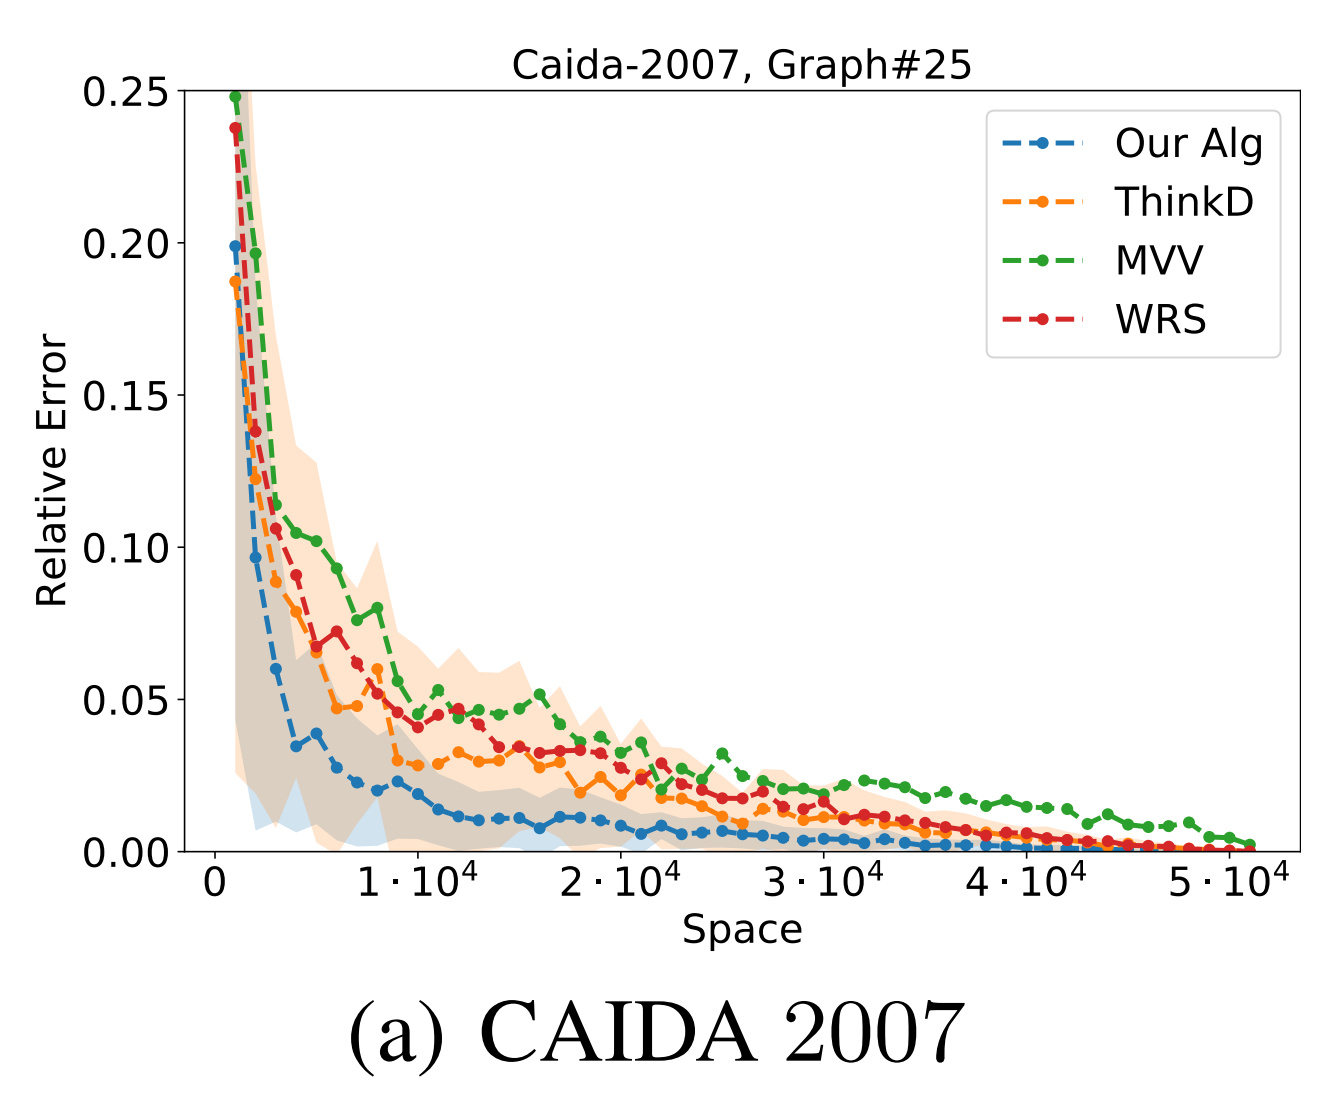 Caida-2007, Graph#25
0.25
0.20
0.15
0.10
0.05
0.00
Relative Error
Our Alg
ThinkD
MVV
WRS
0 1·10⁴ 2·10⁴ 3·10⁴ 4·10⁴ 5·10⁴
Space
(a) CAIDA 2007